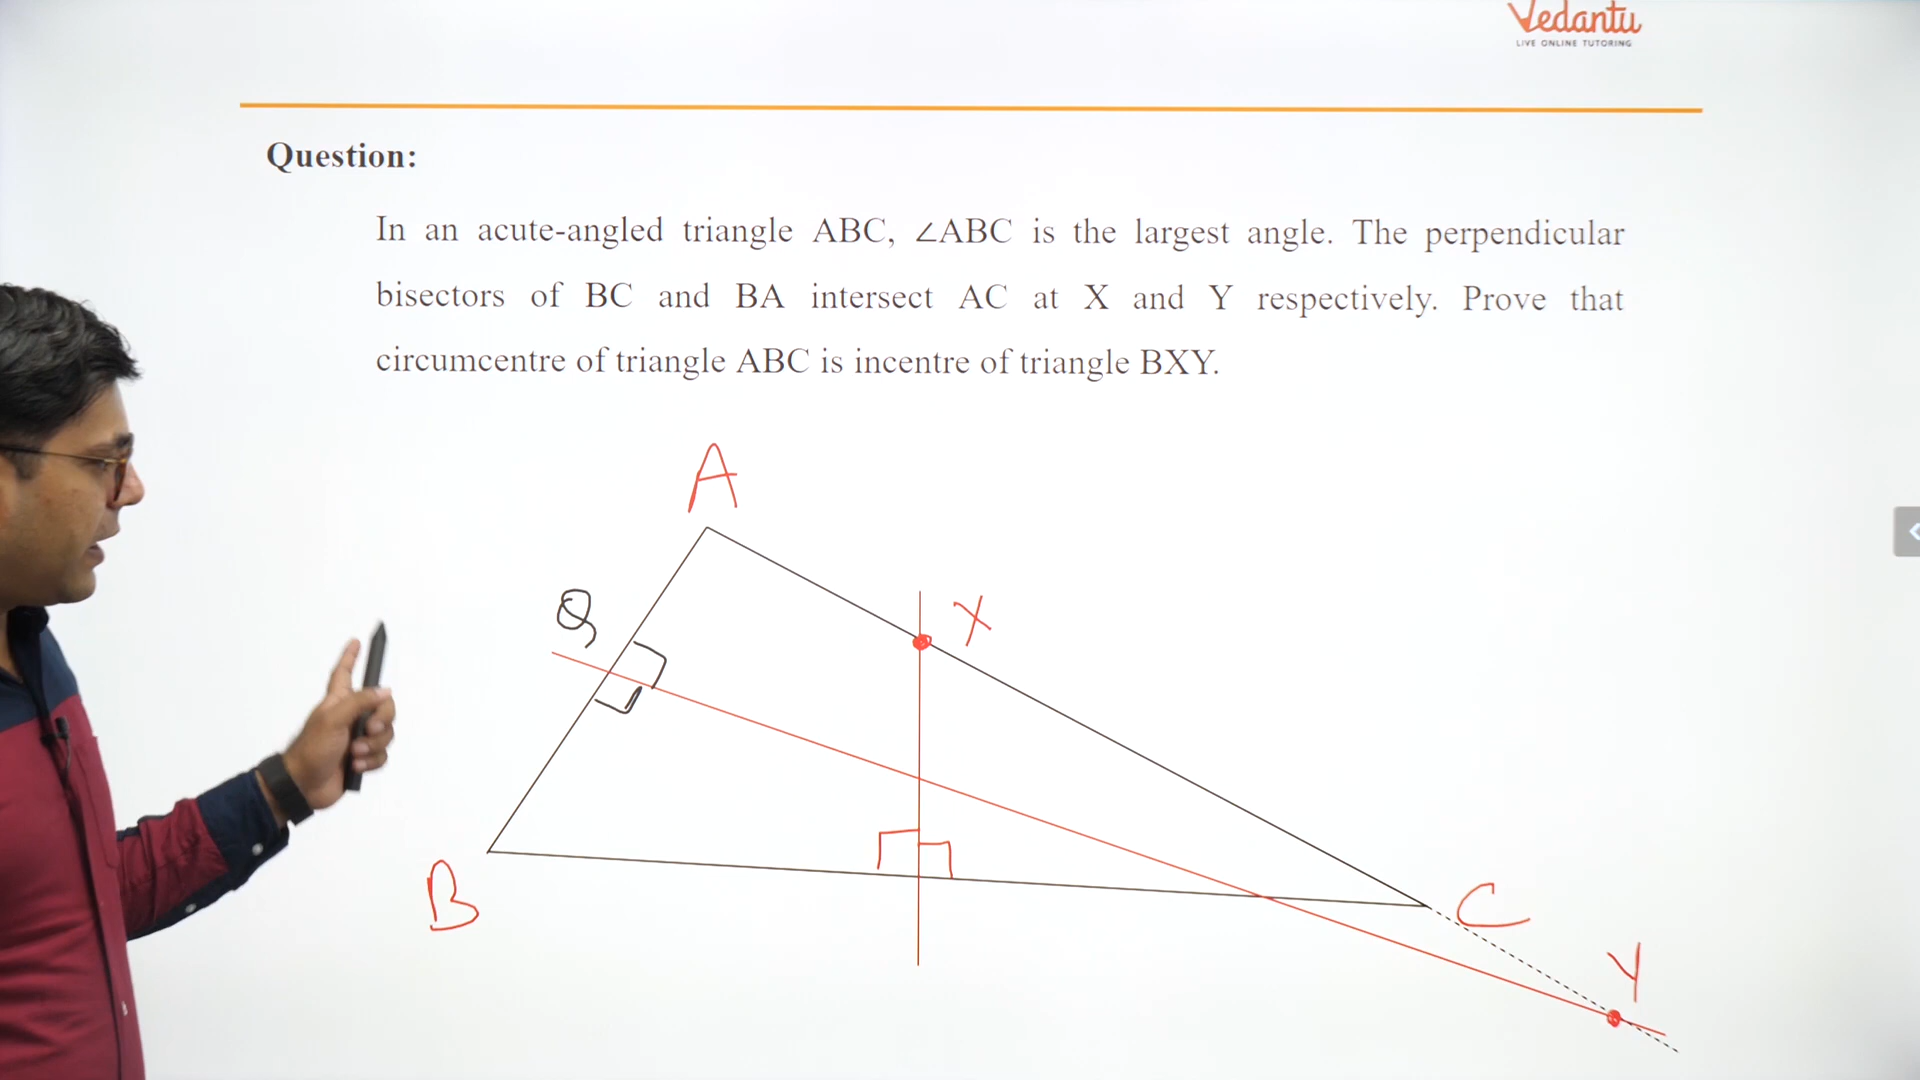 Vedantu
LIVE ONLINE TUTORING
Question:
In an acute-angled triangle ABC, ∠ABC is the largest angle. The perpendicular
bisectors of BC and BA intersect AC at X and Y respectively. Prove that
circumcentre of triangle ABC is incentre of triangle BXY.
A
Q
X
B
C
Y